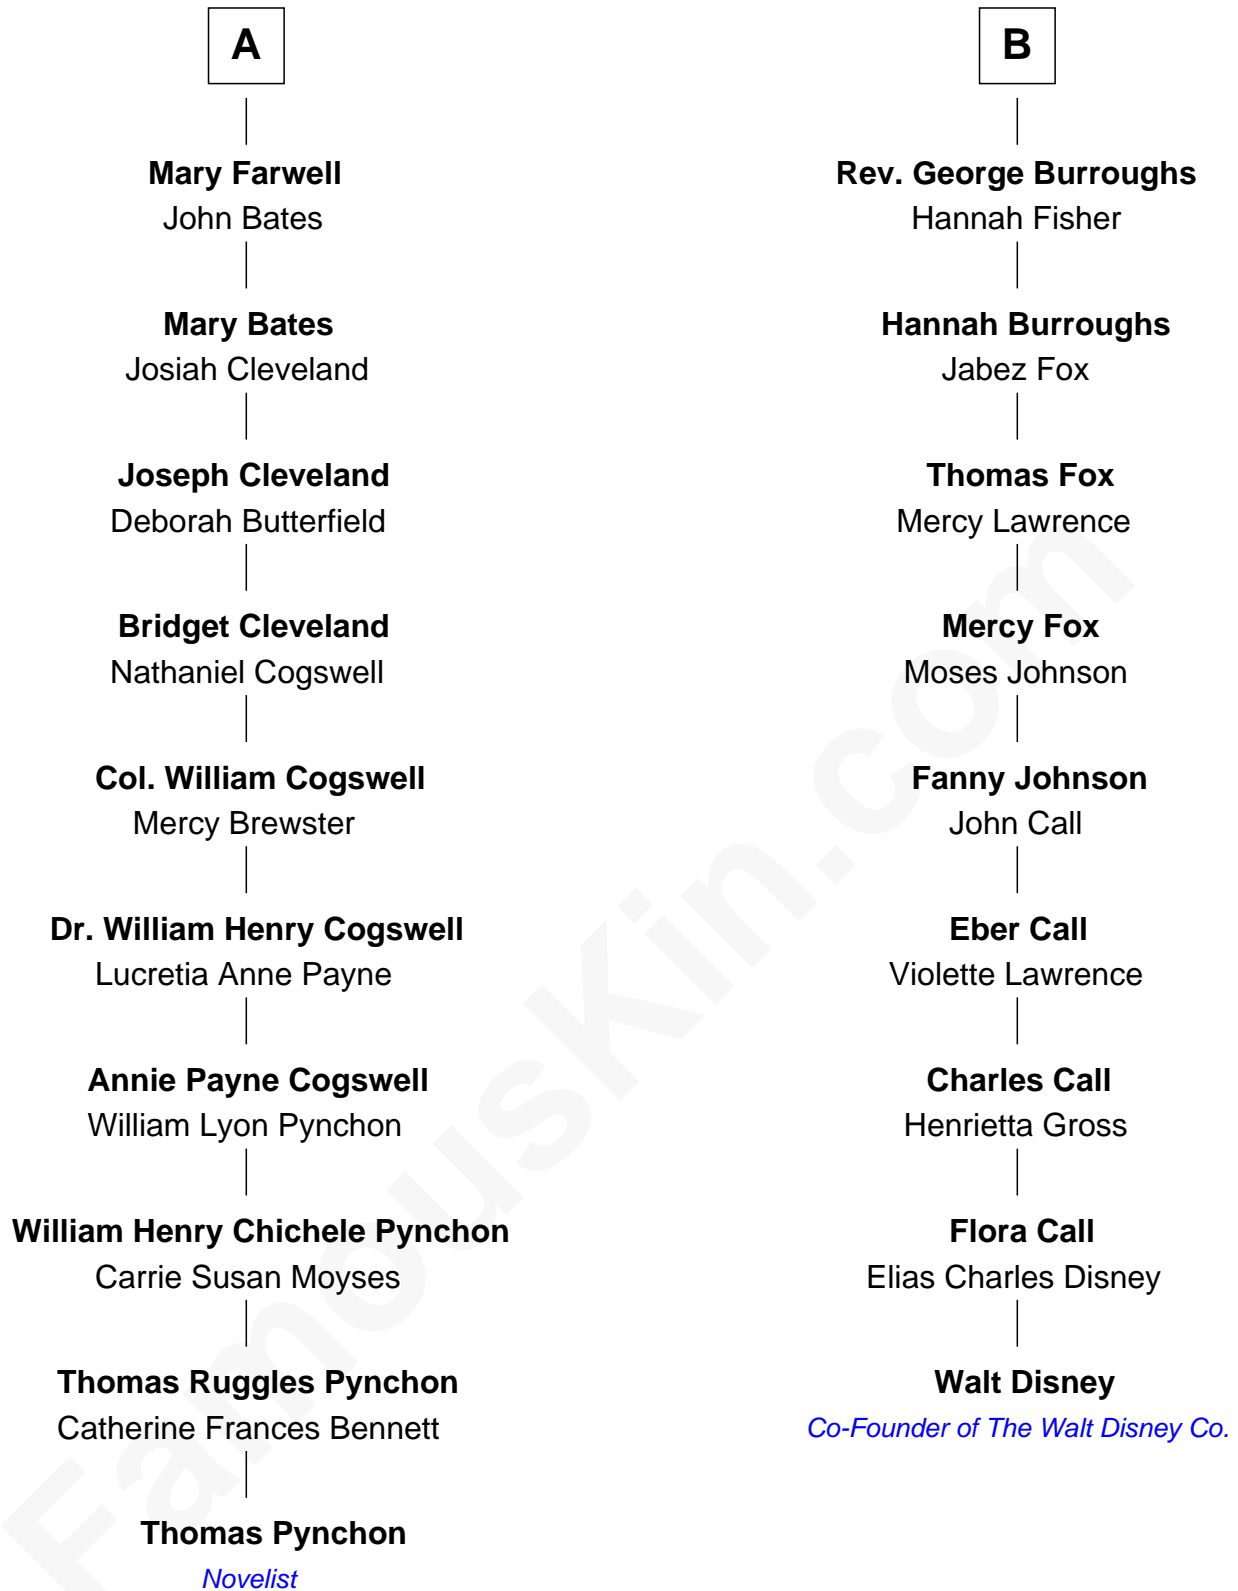 A
Mary Farwell
John Bates
Mary Bates
Josiah Cleveland
Joseph Cleveland
Deborah Butterfield
Bridget Cleveland
Nathaniel Cogswell
Col. William Cogswell
Mercy Brewster
Dr. William Henry Cogswell
Lucretia Anne Payne
Annie Payne Cogswell
William Lyon Pynchon
William Henry Chichele Pynchon
Carrie Susan Moyses
Thomas Ruggles Pynchon
Catherine Frances Bennett
Thomas Pynchon
Novelist
B
Rev. George Burroughs
Hannah Fisher
Hannah Burroughs
Jabez Fox
Thomas Fox
Mercy Lawrence
Mercy Fox
Moses Johnson
Fanny Johnson
John Call
Eber Call
Violette Lawrence
Charles Call
Henrietta Gross
Flora Call
Elias Charles Disney
Walt Disney
Co-Founder of The Walt Disney Co.
FamousKin.com